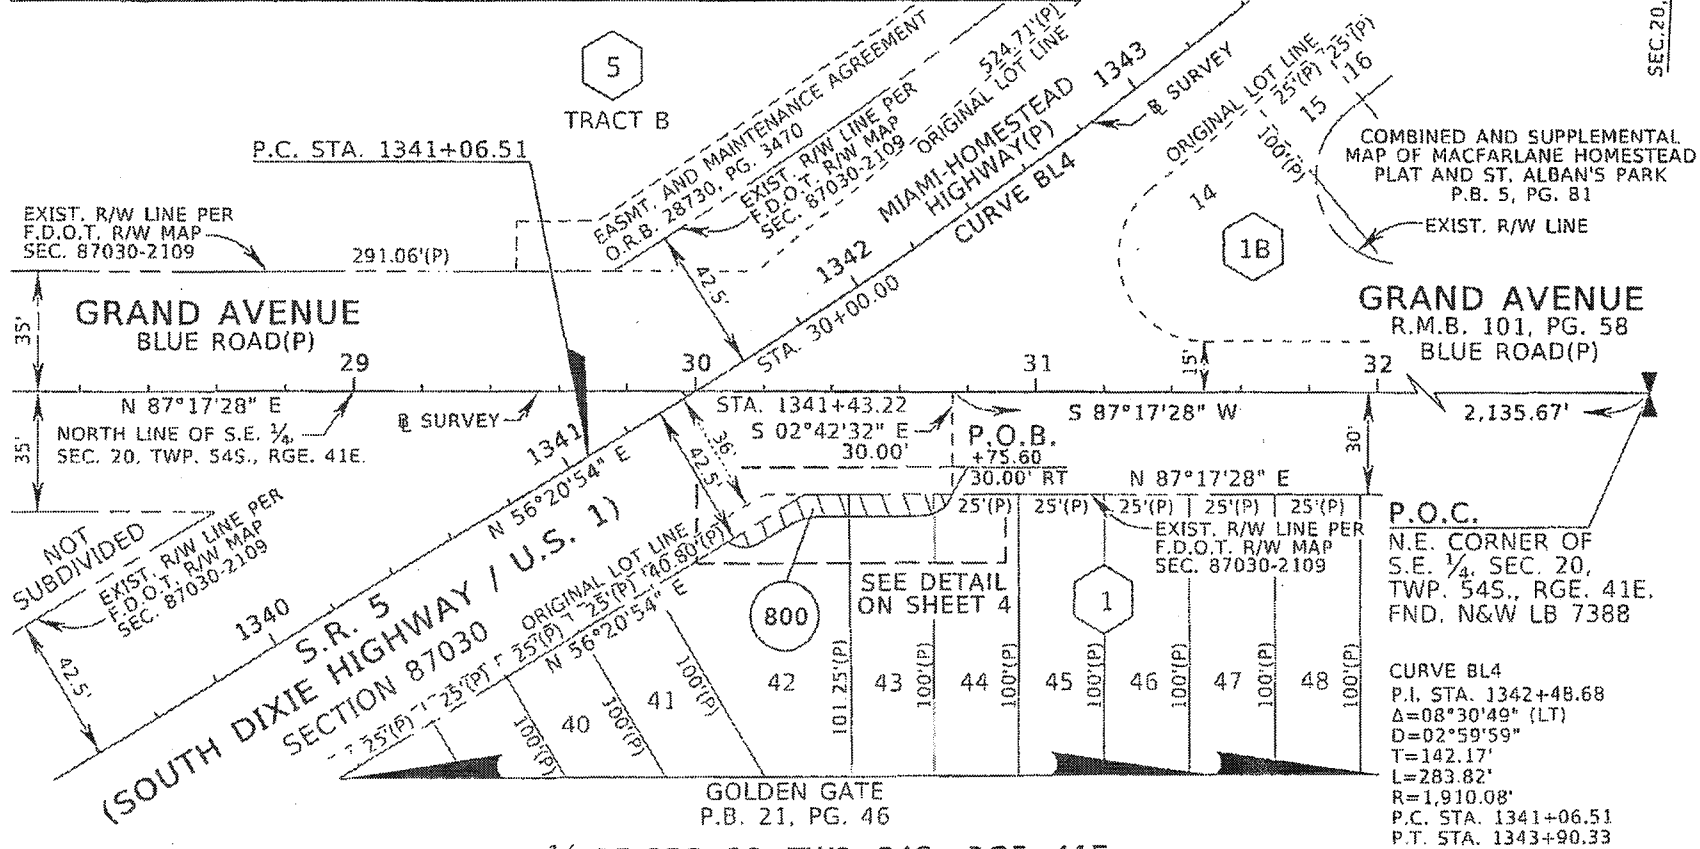 SEC.20,
5
TRACT B
P.C. STA. 1341+06.51
EXIST. R/W LINE PER
F.D.O.T. R/W MAP
SEC. 87030-2109
291.06'(P)
EASMT. AND MAINTENANCE AGREEMENT
O.R.B. 28730, PG. 3470
EXIST. R/W LINE PER
F.D.O.T. R/W MAP
SEC. 87030-2109
524.71'(P)
ORIGINAL LOT LINE
MIAMI-HOMESTEAD
HIGHWAY(P)
CURVE BL4
1343
1342
℄ SURVEY
42.5'
STA. 30+00.00
ORIGINAL LOT LINE
25'(P)
25'(P)
16
15
14
100'(P)
1B
COMBINED AND SUPPLEMENTAL
MAP OF MACFARLANE HOMESTEAD
PLAT AND ST. ALBAN'S PARK
P.B. 5, PG. 81
EXIST. R/W LINE
GRAND AVENUE
R.M.B. 101, PG. 58
BLUE ROAD(P)
35'
GRAND AVENUE
BLUE ROAD(P)
29
30
31
32
15'
35'
N 87°17'28" E
NORTH LINE OF S.E. ¼,
SEC. 20, TWP. 54S., RGE. 41E.
℄ SURVEY
1341
STA. 1341+43.22
S 02°42'32" E
30.00'
P.O.B.
+75.60
30.00' RT
S 87°17'28" W
2,135.67'
30'
36'
42.5'
N 87°17'28" E
25'(P)
25'(P)
25'(P)
25'(P)
25'(P)
EXIST. R/W LINE PER
F.D.O.T. R/W MAP
SEC. 87030-2109
P.O.C.
N.E. CORNER OF
S.E. ¼, SEC. 20,
TWP. 54S., RGE. 41E.
FND. N&W LB 7388
NOT
SUBDIVIDED
EXIST. R/W LINE PER
F.D.O.T. R/W MAP
SEC. 87030-2109
42.5'
1340
N 56°20'54" E
S.R. 5
(SOUTH DIXIE HIGHWAY / U.S. 1)
SECTION 87030
ORIGINAL LOT LINE
25'(P)
25'(P)
25'(P)
25'(P)
40.80'(P)
N 56°20'54" E
800
SEE DETAIL
ON SHEET 4
1
40
41
42
43
44
45
46
47
48
100'(P)
100'(P)
100'(P)
101.25'(P)
100'(P)
100'(P)
100'(P)
100'(P)
100'(P)
100'(P)
GOLDEN GATE
P.B. 21, PG. 46
CURVE BL4
P.I. STA. 1342+48.68
Δ=08°30'49" (LT)
D=02°59'59"
T=142.17'
L=283.82'
R=1,910.08'
P.C. STA. 1341+06.51
P.T. STA. 1343+90.33